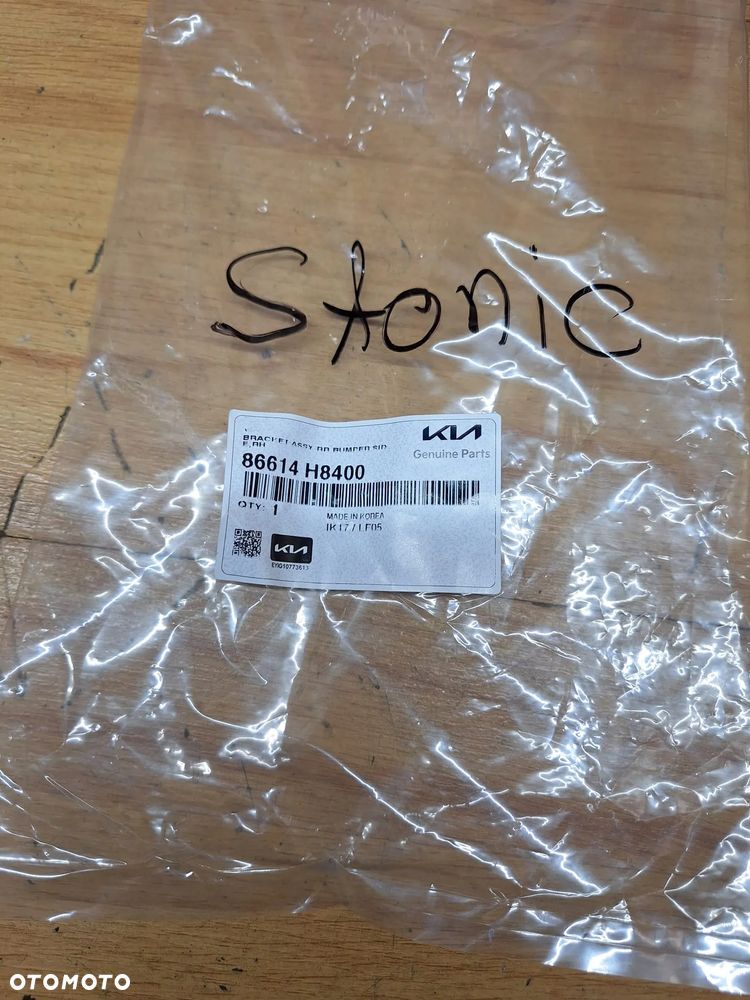 Stonic
BRACKET ASSY-RR BUMPER SID
E,RH
KIA
Genuine Parts
86614 H8400
QTY: 1
MADE IN KOREA
IK17 / LF05
KIA
OTOMOTO